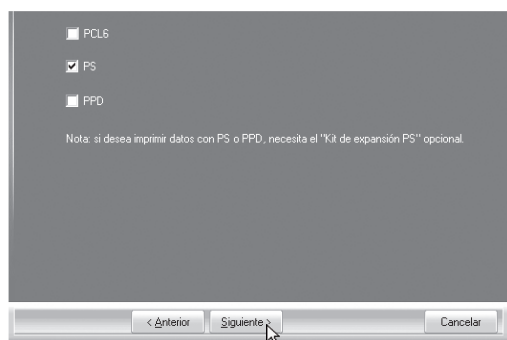 PCL6
PS
PPD
Nota: si desea imprimir datos con PS o PPD, necesita el "Kit de expansión PS" opcional.
< Anterior
Siguiente >
Cancelar